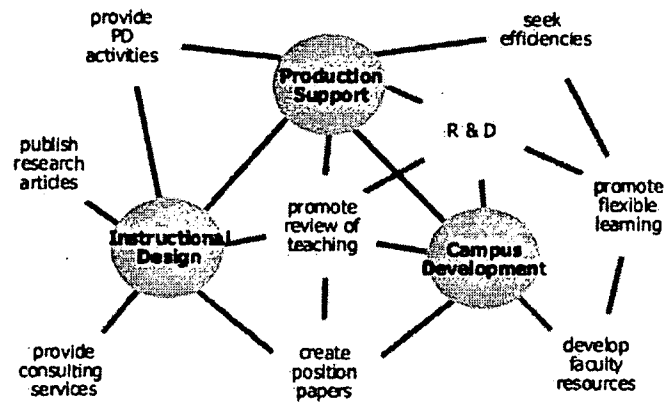 provide
PD
activities
seek
efficiencies
Production
Support
R & D
publish
research
articles
promote
flexible
learning
promote
review of
teaching
Instructional
Design
Campus
Development
provide
consulting
services
create
position
papers
develop
faculty
resources